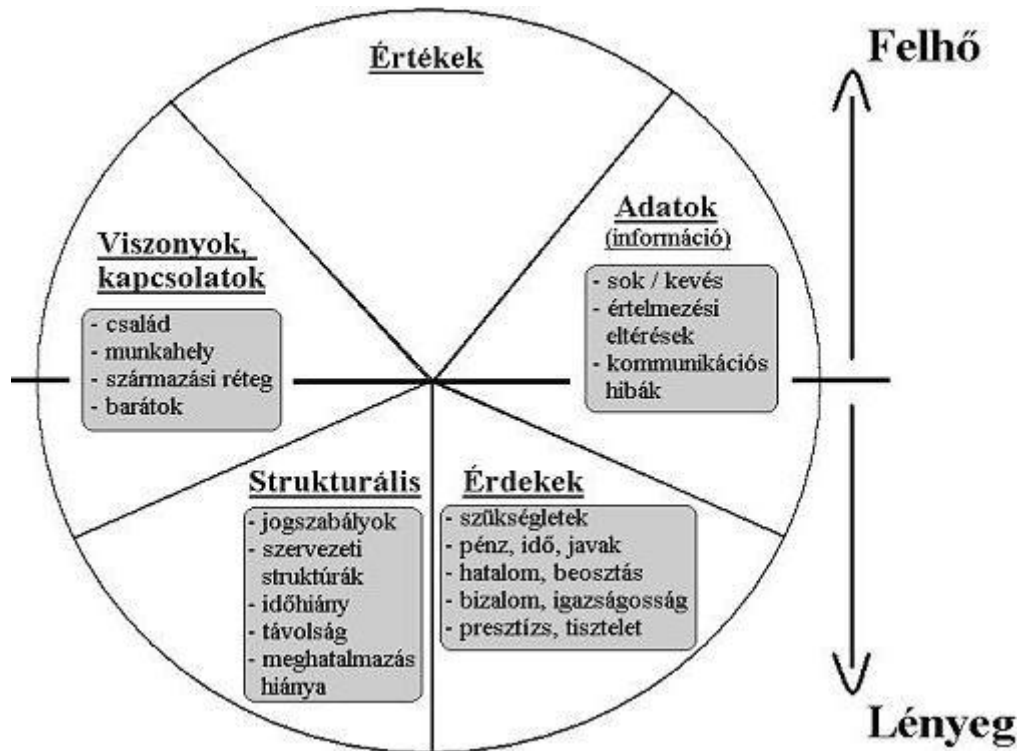 Felhő
Értékek
Adatok
(információ)
- sok / kevés
- értelmezési
eltérések
- kommunikációs
hibák
Viszonyok,
kapcsolatok
- család
- munkahely
- származási réteg
- barátok
Strukturális
- jogszabályok
- szervezeti
struktúrák
- időhiány
- távolság
- meghatalmazás
hiánya
Érdekek
- szükségletek
- pénz, idő, javak
- hatalom, beosztás
- bizalom, igazságosság
- presztízs, tisztelet
Lényeg